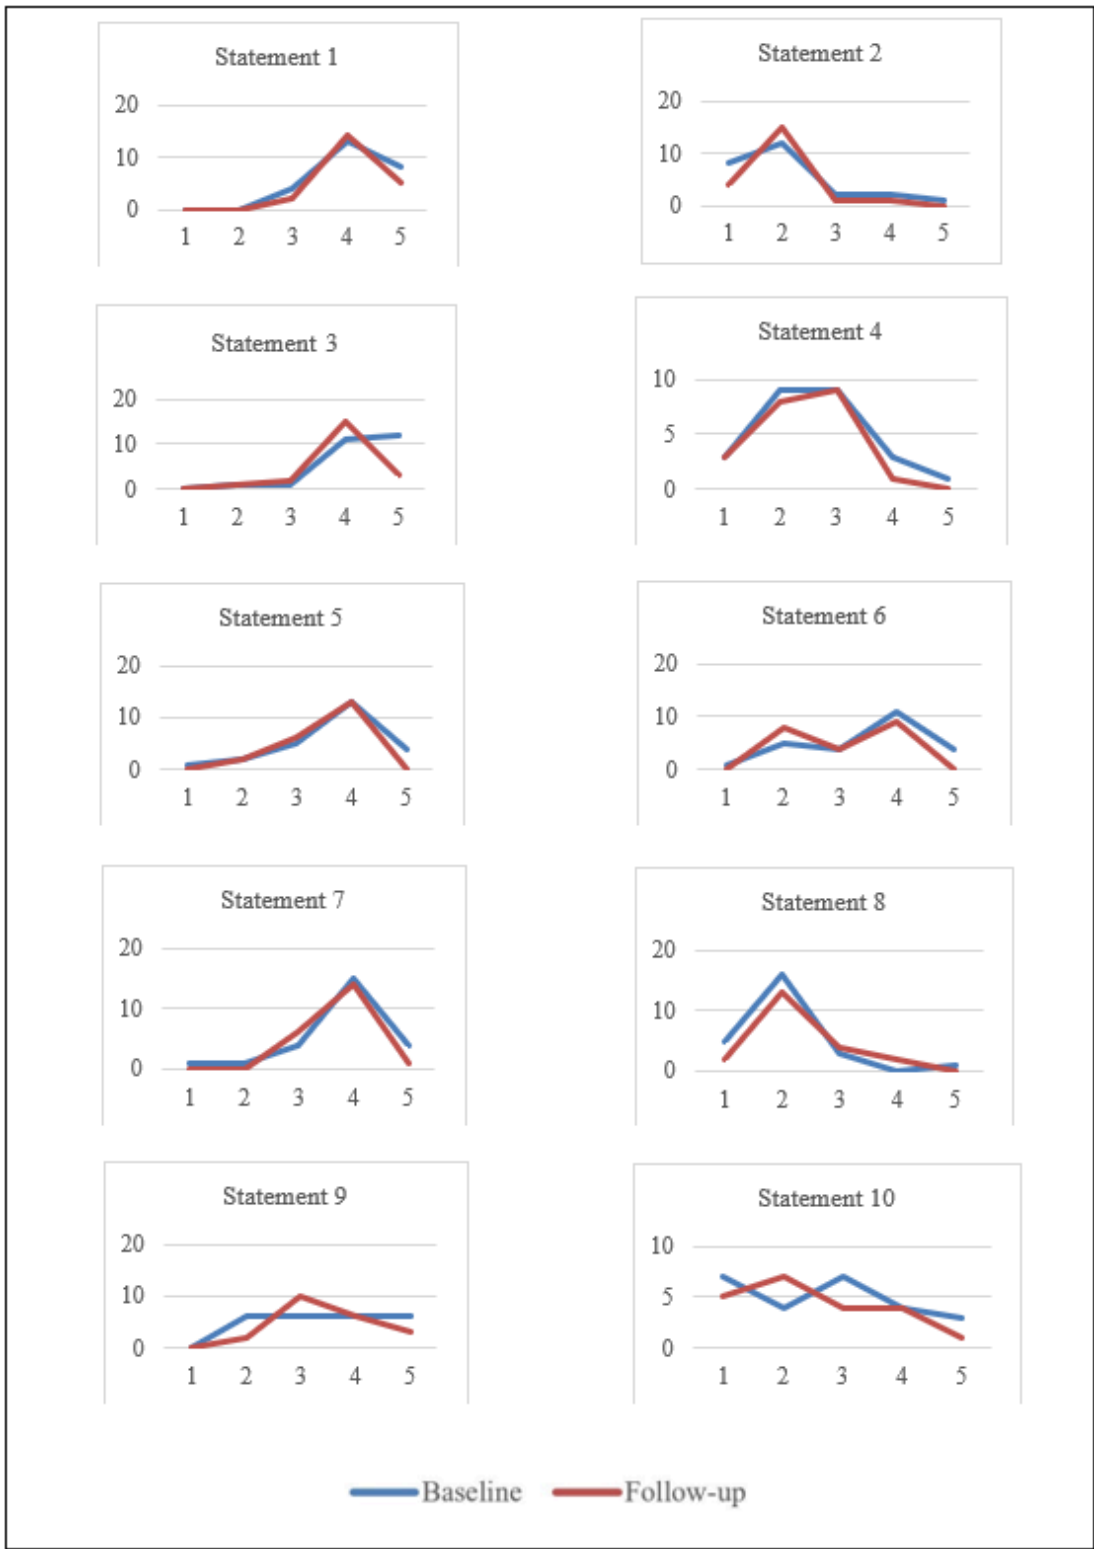 Statement 1
20
10
0
1 2 3 4 5
Statement 2
20
10
0
1 2 3 4 5
Statement 3
20
10
0
1 2 3 4 5
Statement 4
10
5
0
1 2 3 4 5
Statement 5
20
10
0
1 2 3 4 5
Statement 6
20
10
0
1 2 3 4 5
Statement 7
20
10
0
1 2 3 4 5
Statement 8
20
10
0
1 2 3 4 5
Statement 9
20
10
0
1 2 3 4 5
Statement 10
10
5
0
1 2 3 4 5
Baseline Follow-up